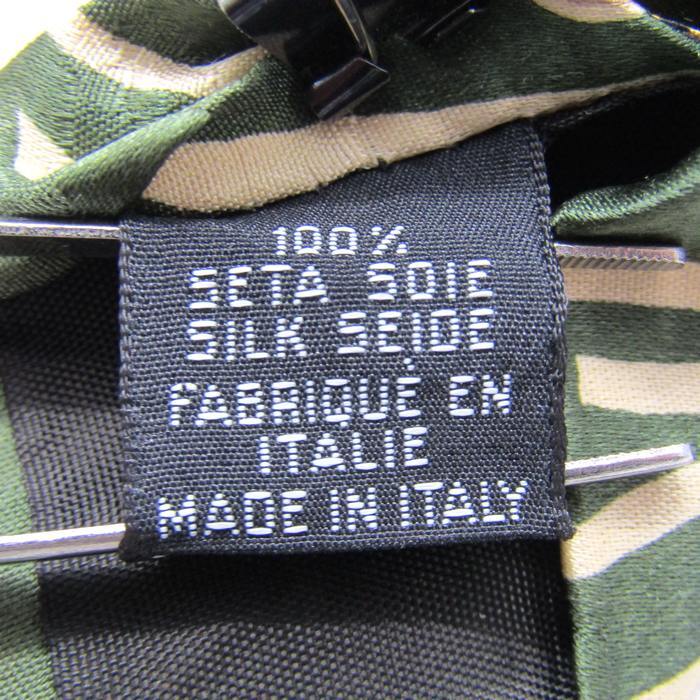 100%
SETA SOIE
SILK SEIDE
FABRIQUÉ EN
ITALIE
MADE IN ITALY